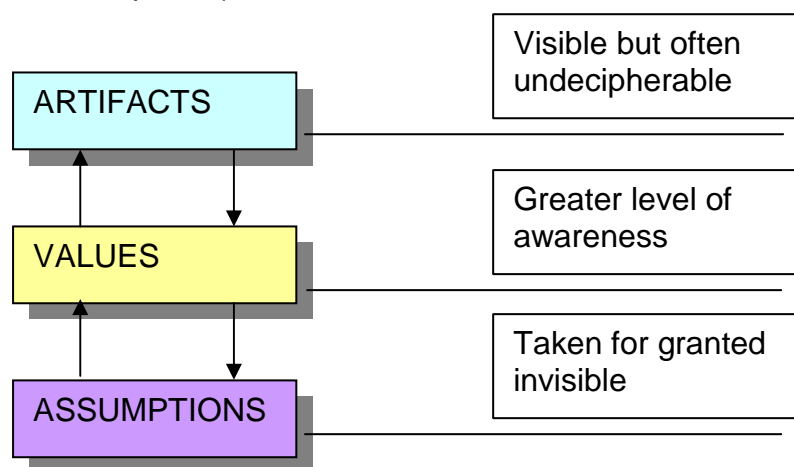 Visible but often
undecipherable
ARTIFACTS
Greater level of
awareness
VALUES
Taken for granted
invisible
ASSUMPTIONS